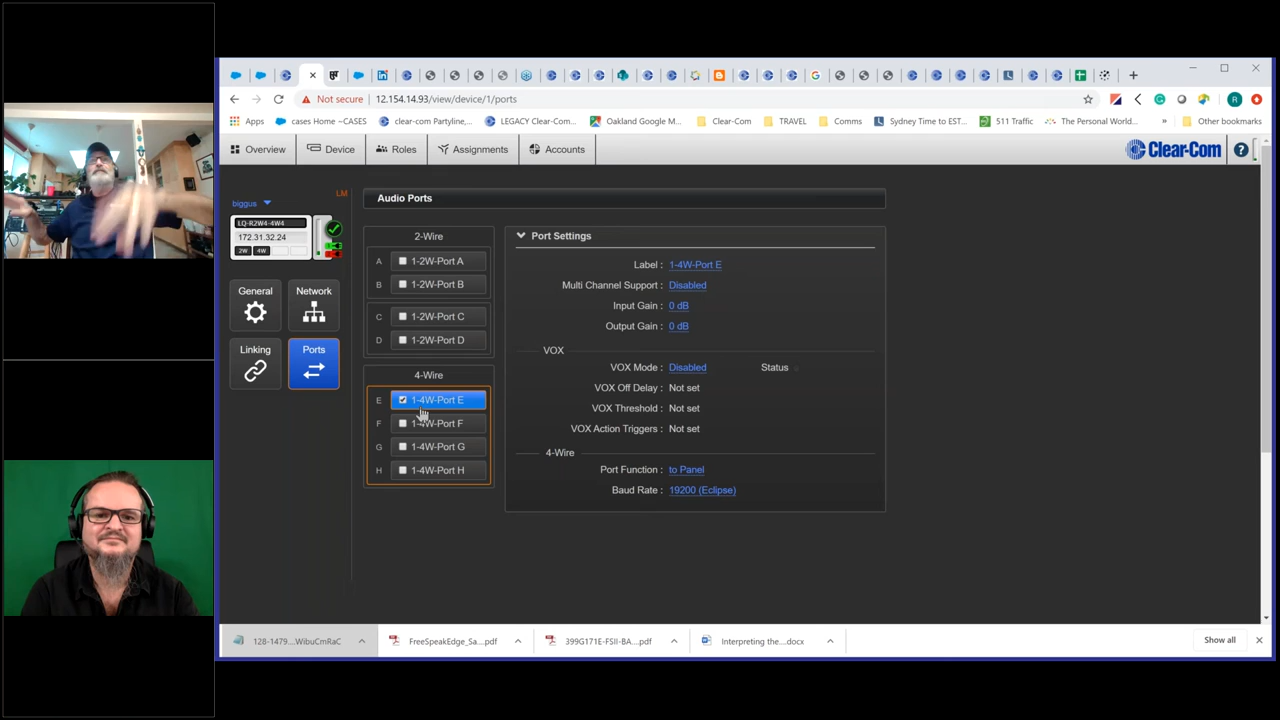 Not secure
12.154.14.93/view/device/1/ports
Apps
cases Home ~CASES
clear-com Partyline,...
LEGACY Clear-Com...
Oakland Google M...
Clear-Com
TRAVEL
Comms
Sydney Time to EST...
511 Traffic
The Personal World...
»
Other bookmarks
Overview
Device
Roles
Assignments
Accounts
Clear-Com
?
LM
biggus
LQ-R2W4-4W4
172.31.32.24
2W 4W
General
Network
Linking
Ports
Audio Ports
2-Wire
A 1-2W-Port A
B 1-2W-Port B
C 1-2W-Port C
D 1-2W-Port D
4-Wire
E 1-4W-Port E
F 1-4W-Port F
G 1-4W-Port G
H 1-4W-Port H
Port Settings
Label : 1-4W-Port E
Multi Channel Support : Disabled
Input Gain : 0 dB
Output Gain : 0 dB
VOX
VOX Mode : Disabled Status
VOX Off Delay : Not set
VOX Threshold : Not set
VOX Action Triggers : Not set
4-Wire
Port Function : to Panel
Baud Rate : 19200 (Eclipse)
128-1479....WibuCmRaC
FreeSpeakEdge_Sa....pdf
399G171E-FSII-BA....pdf
Interpreting the....docx
Show all